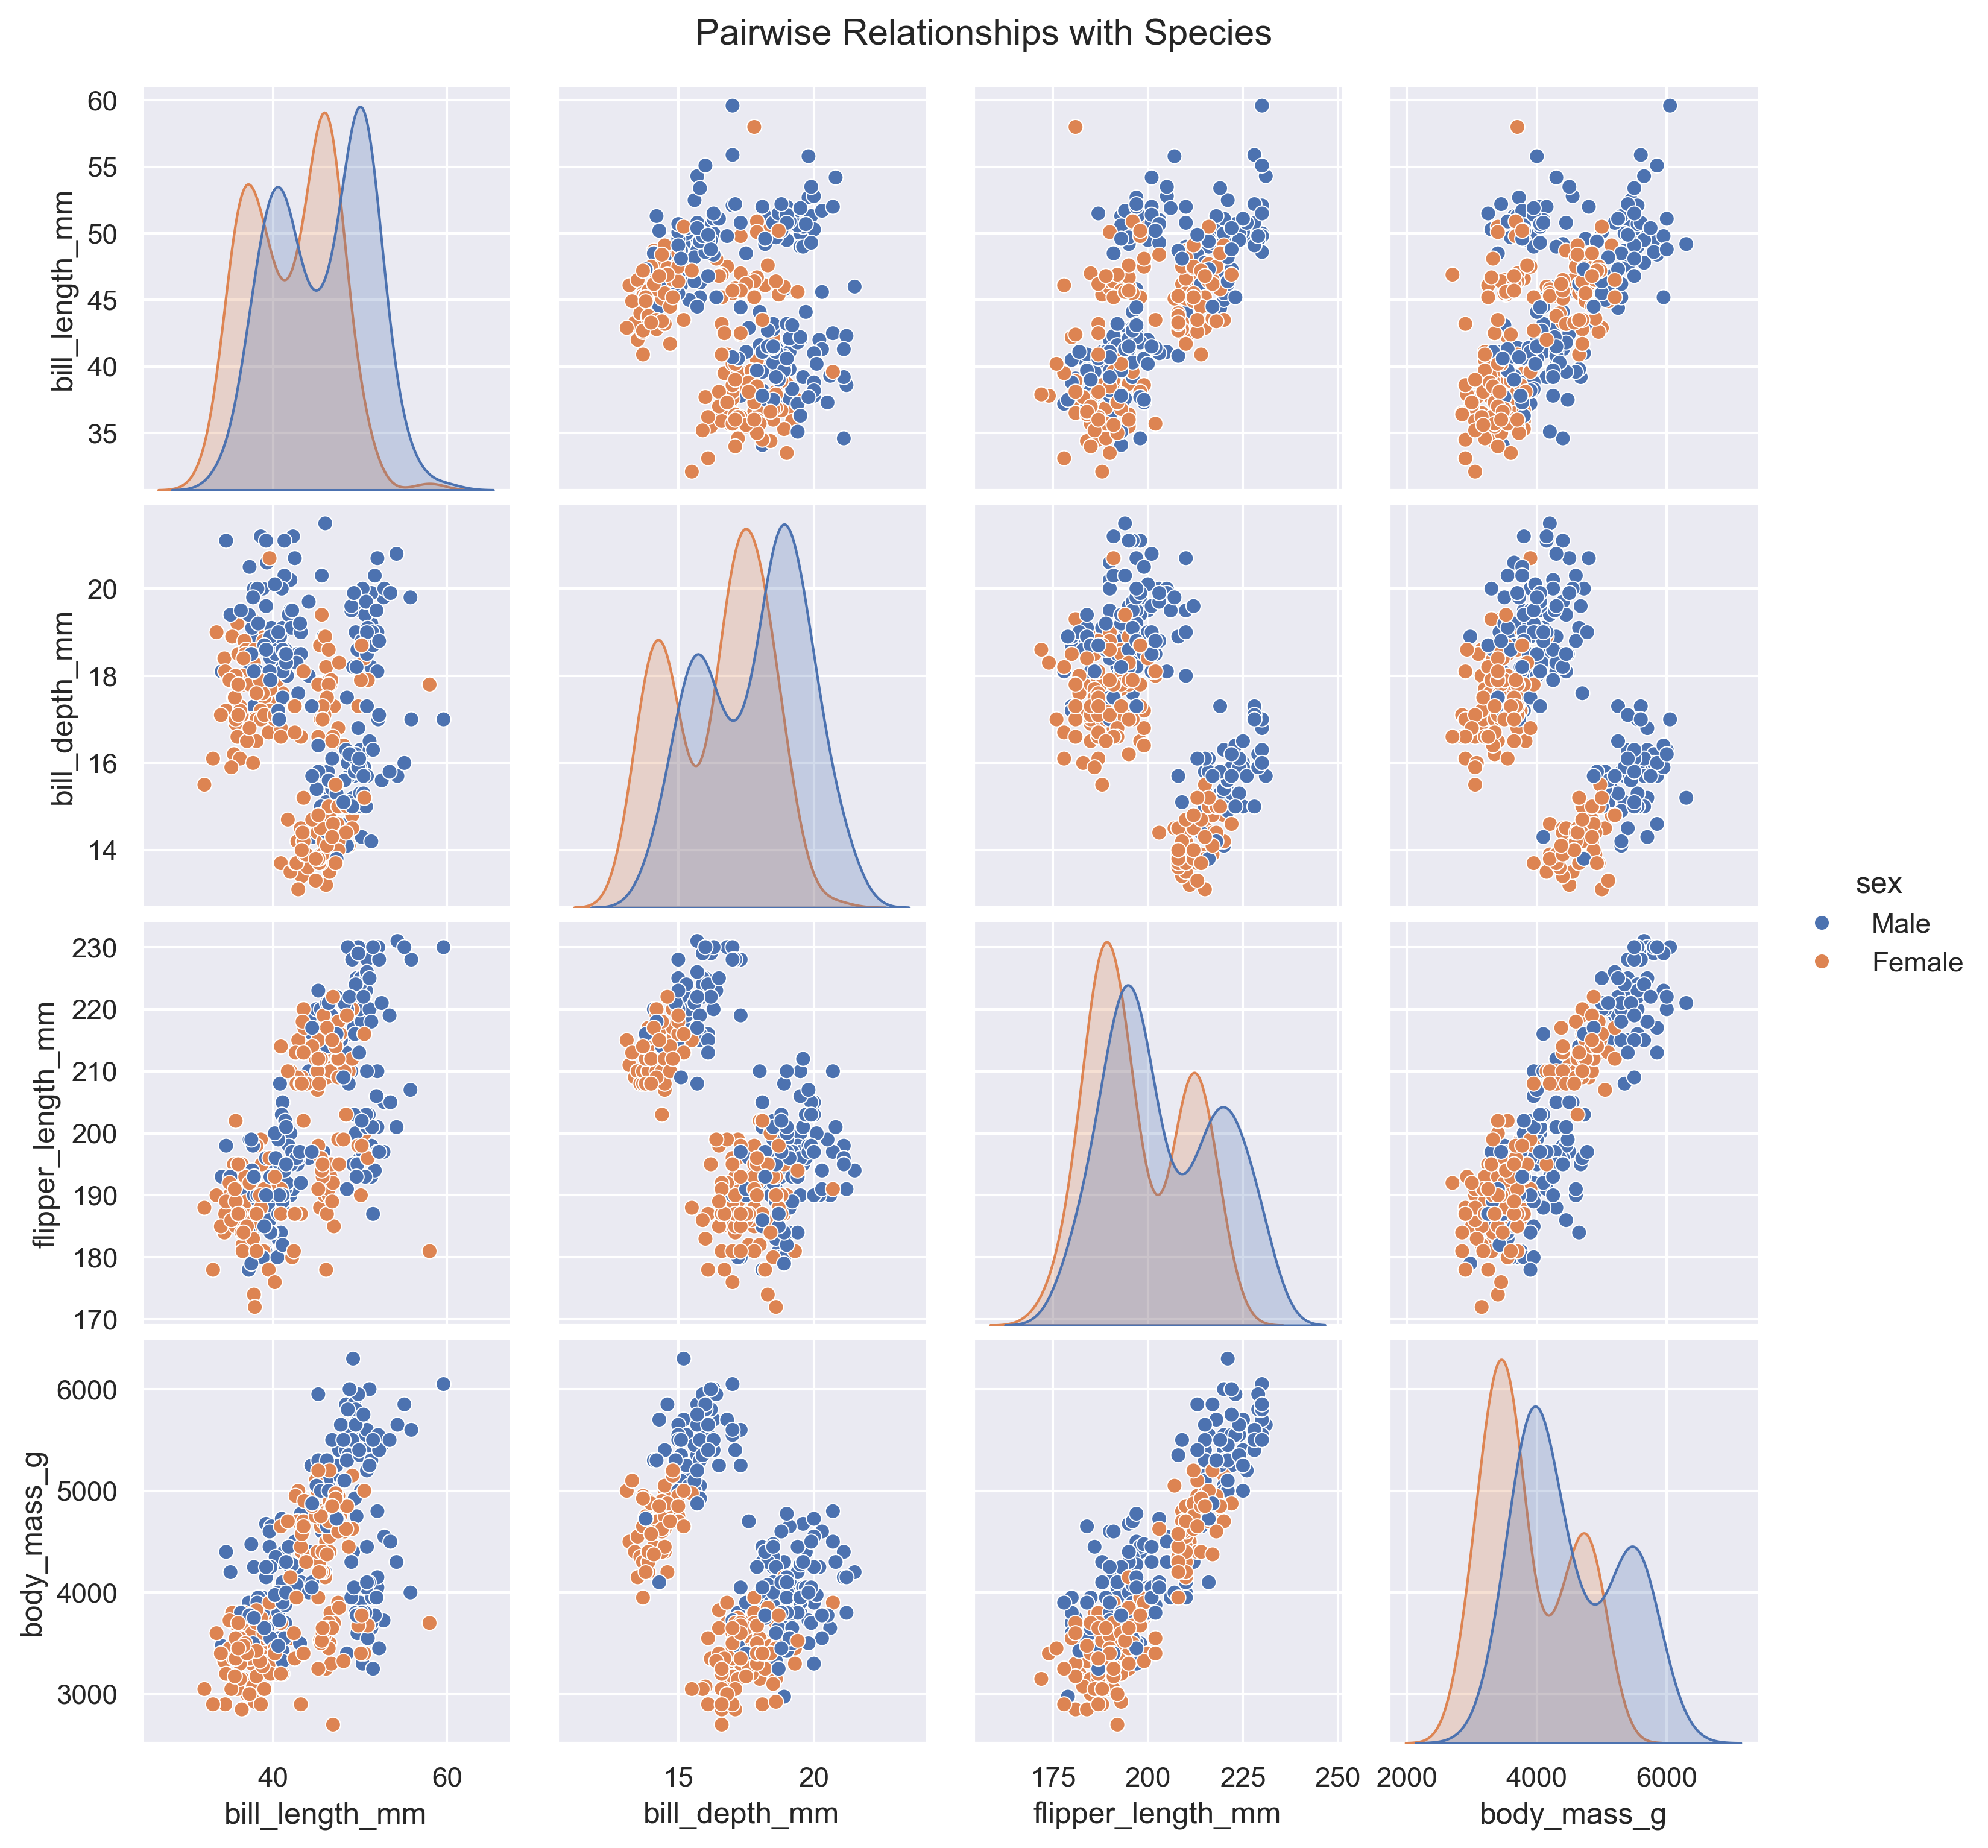 Pairwise Relationships with Species
60
55
50
45
40
35
bill_length_mm
20
18
16
14
bill_depth_mm
230
220
210
200
190
180
170
flipper_length_mm
6000
5000
4000
3000
body_mass_g
40 60
bill_length_mm
15 20
bill_depth_mm
175 200 225 250
flipper_length_mm
2000 4000 6000
body_mass_g
sex
Male
Female